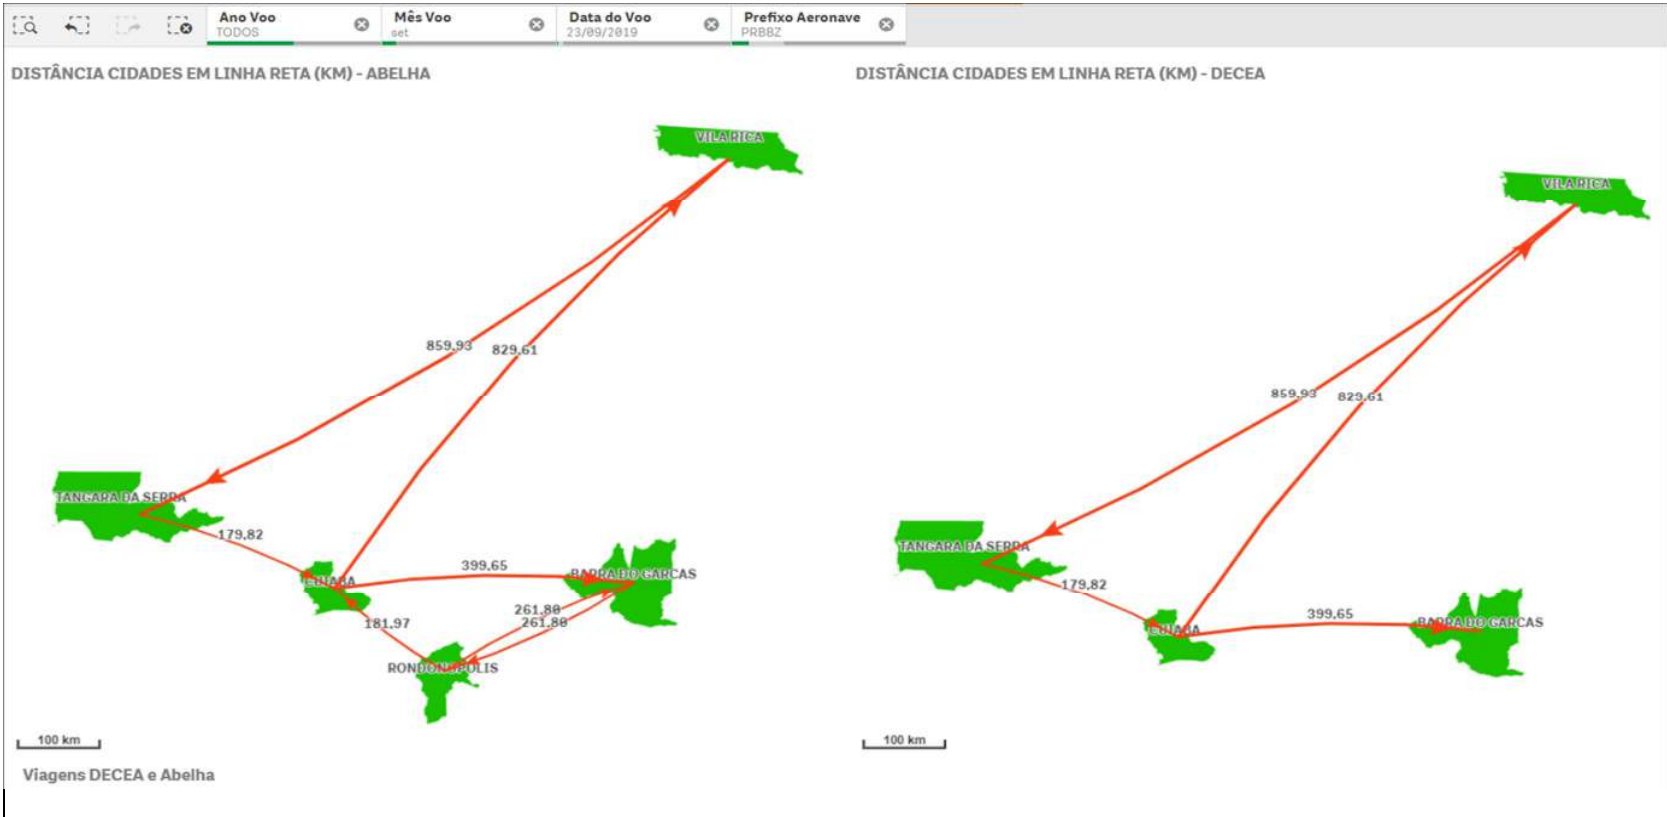 Ano Voo
TODOS
Mês Voo
set
Data do Voo
23/09/2019
Prefixo Aeronave
PRBBZ
DISTÂNCIA CIDADES EM LINHA RETA (KM) - ABELHA
VILA RICA
859,93
829,61
TANGARA DA SERRA
179,82
CUIABA
399,65
BARRA DO GARCAS
261,88
261,88
181,97
RONDONOPOLIS
100 km
DISTÂNCIA CIDADES EM LINHA RETA (KM) - DECEA
VILA RICA
859,93
829,61
TANGARA DA SERRA
179,82
CUIABA
399,65
BARRA DO GARCAS
100 km
Viagens DECEA e Abelha